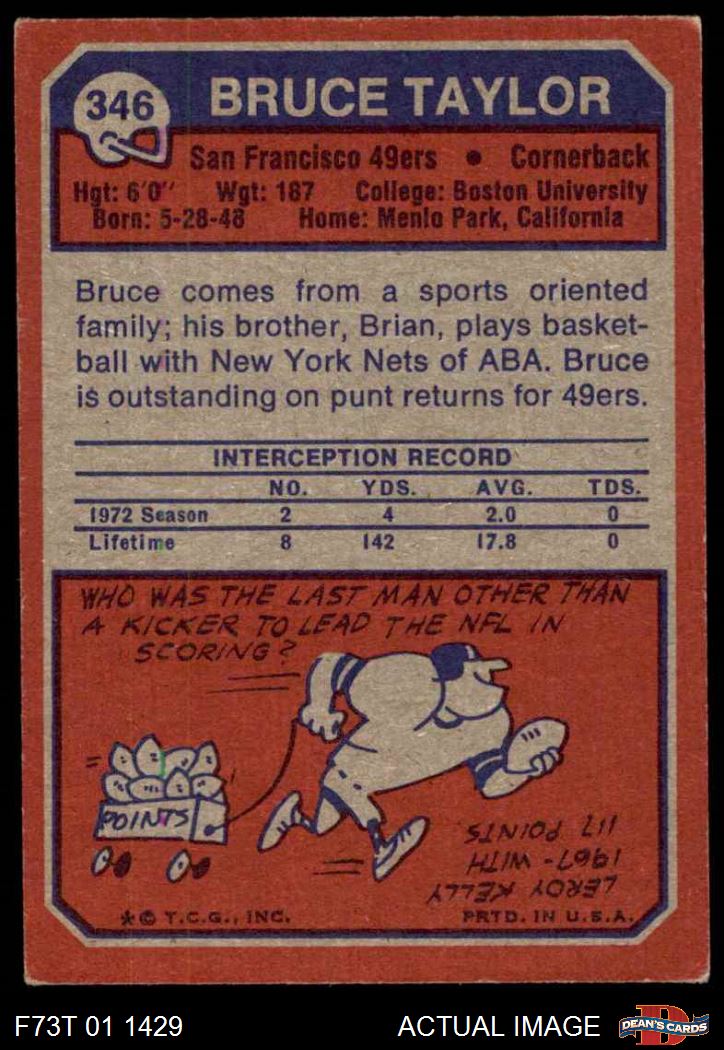 346
BRUCE TAYLOR
San Francisco 49ers • Cornerback
Hgt: 6'0" Wgt: 187 College: Boston University
Born: 5-28-48 Home: Menlo Park, California
Bruce comes from a sports oriented
family; his brother, Brian, plays basket-
ball with New York Nets of ABA. Bruce
is outstanding on punt returns for 49ers.
INTERCEPTION RECORD
NO. YDS. AVG. TDS.
1972 Season 2 4 2.0 0
Lifetime 8 142 17.8 0
WHO WAS THE LAST MAN OTHER THAN
A KICKER TO LEAD THE NFL IN
SCORING?
POINTS
LEROY KELLY
1967 - WITH
117 POINTS
* © T.C.G., INC. PRTD. IN U.S.A.
F73T 01 1429 ACTUAL IMAGE
D
DEAN'S CARDS